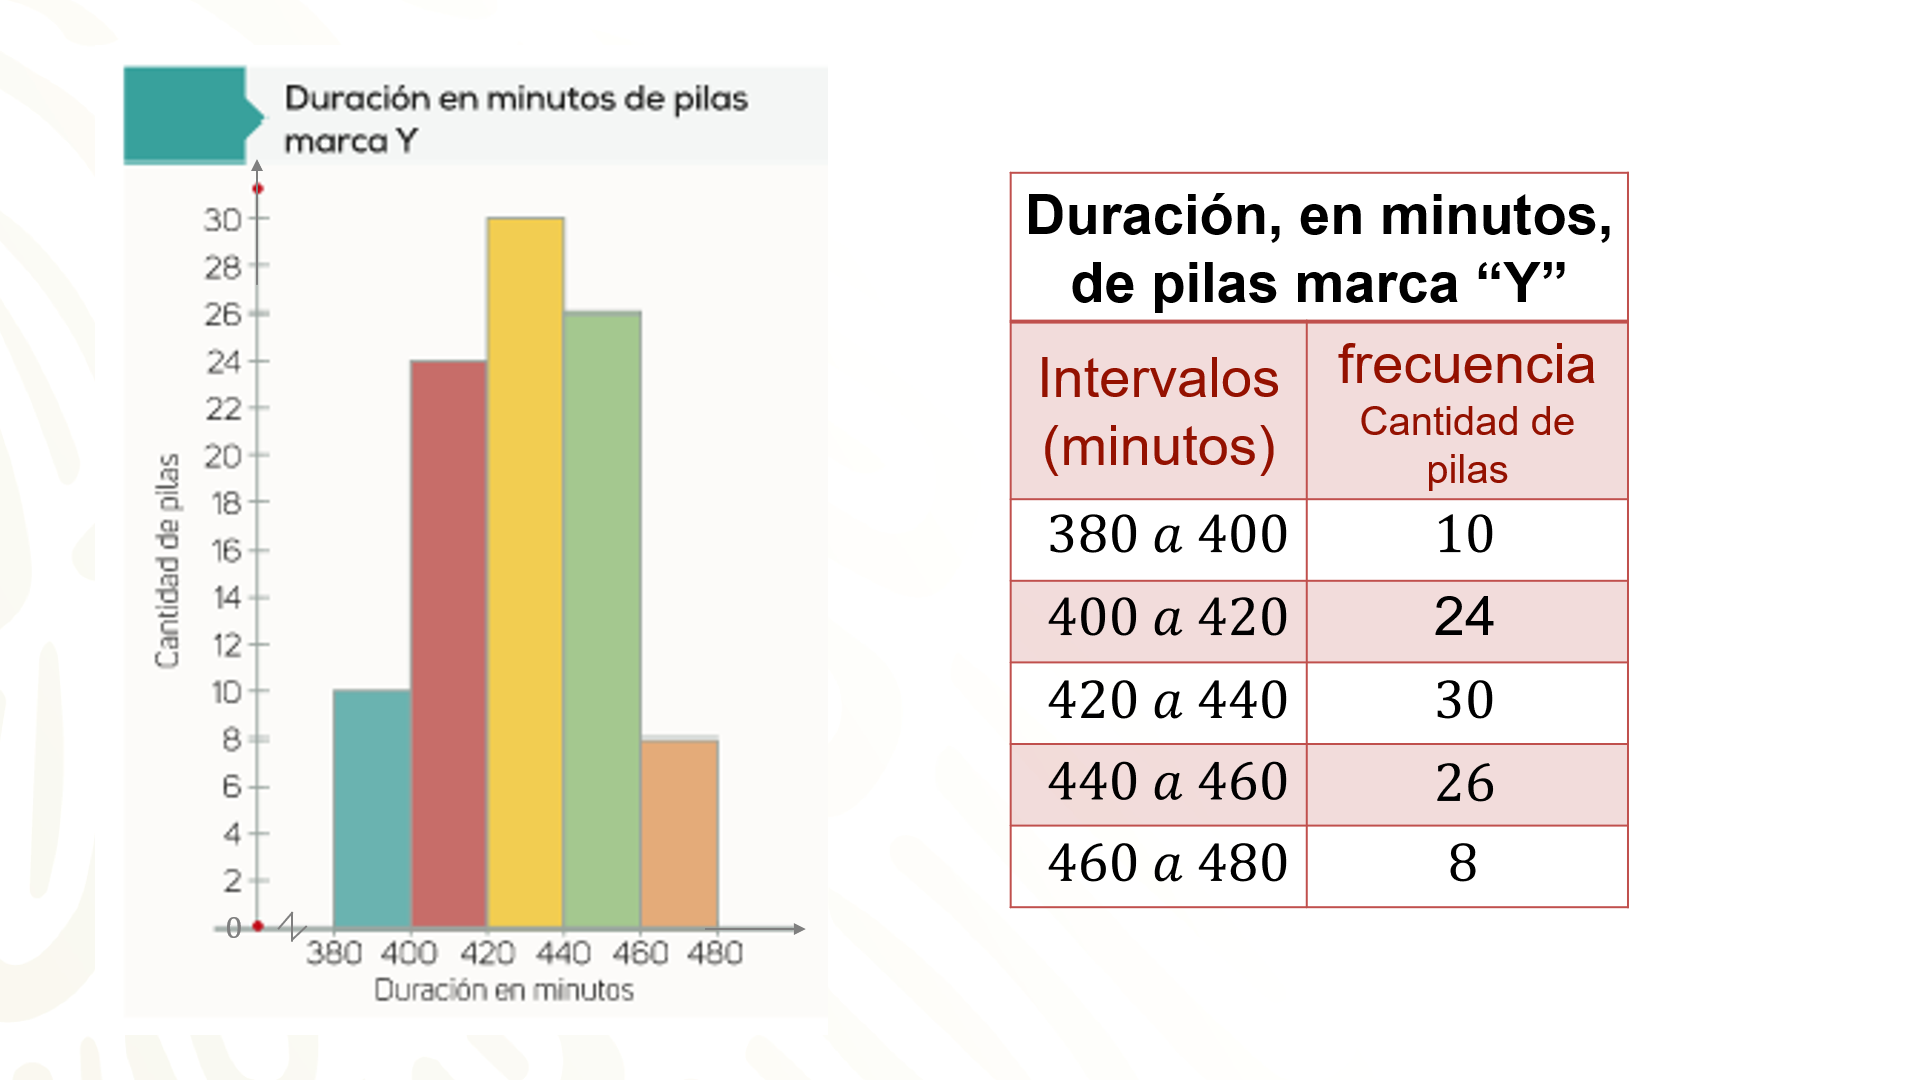 Duración en minutos de pilas
marca Y
30
28
26
24
22
20
18
16
14
12
10
8
6
4
2
0
Cantidad de pilas
380 400 420 440 460 480
Duración en minutos
Duración, en minutos,
de pilas marca “Y”
Intervalos
(minutos)
frecuencia
Cantidad de
pilas
380 a 400 10
400 a 420 24
420 a 440 30
440 a 460 26
460 a 480 8